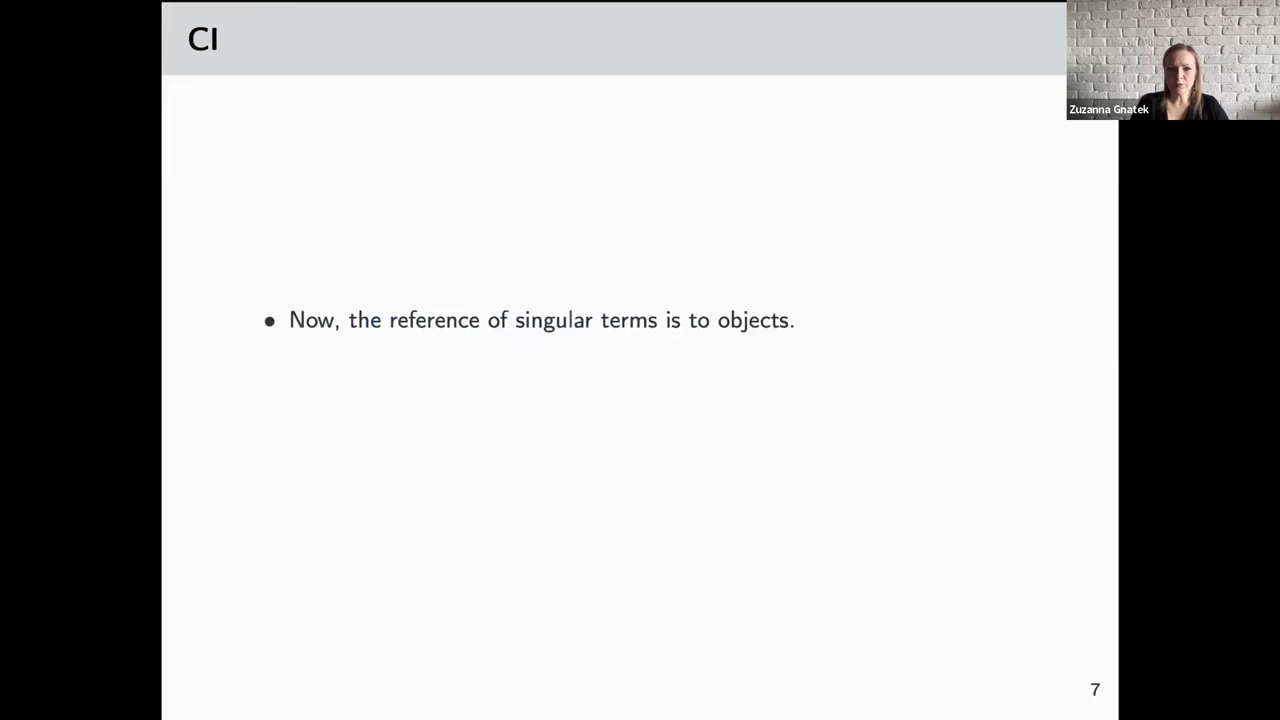 CI
Zuzanna Gnatek
• Now, the reference of singular terms is to objects.
7